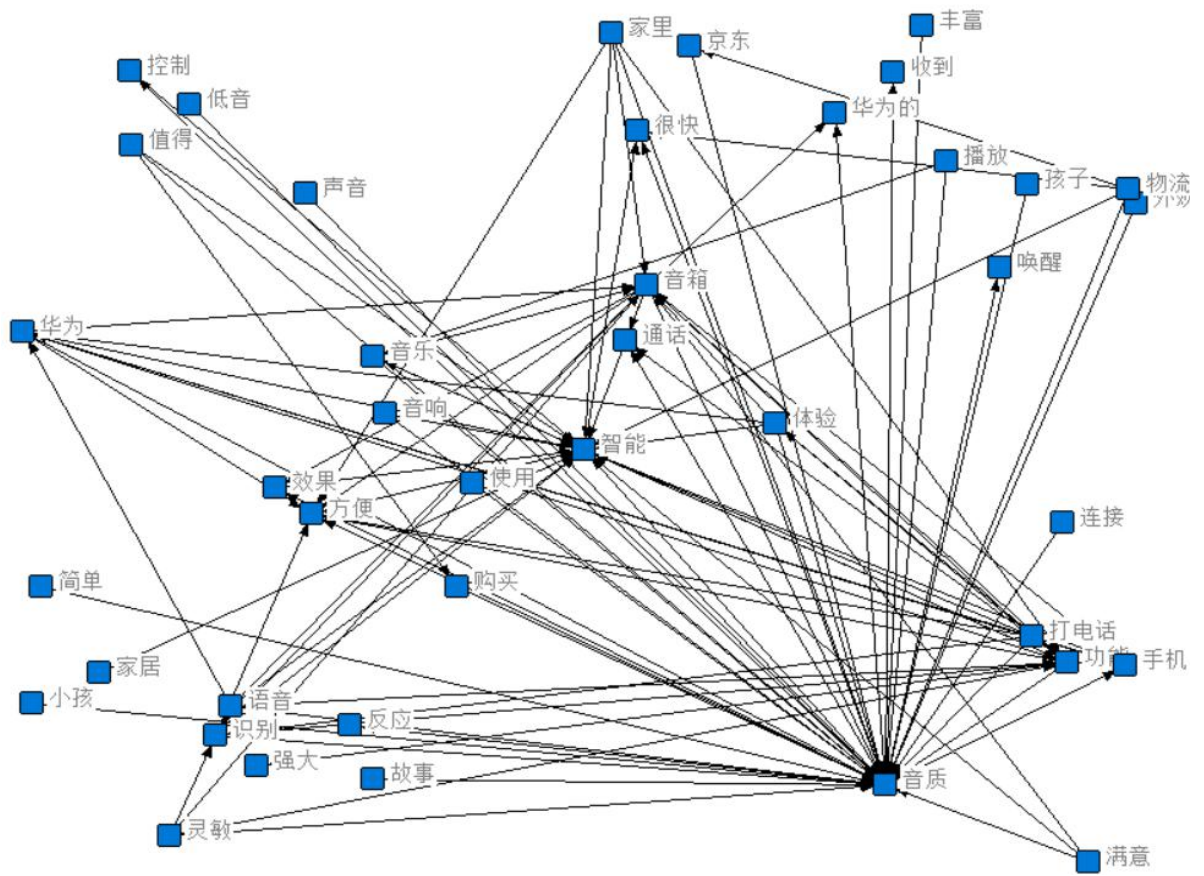 家里
丰富
京东
控制
收到
低音
华为的
很快
值得
播放
孩子
物流
声音
唤醒
音箱
华为
通话
音乐
音响
体验
智能
使用
效果
方便
连接
简单
购买
打电话
功能
手机
家居
小孩
语音
反应
识别
强大
故事
音质
灵敏
满意